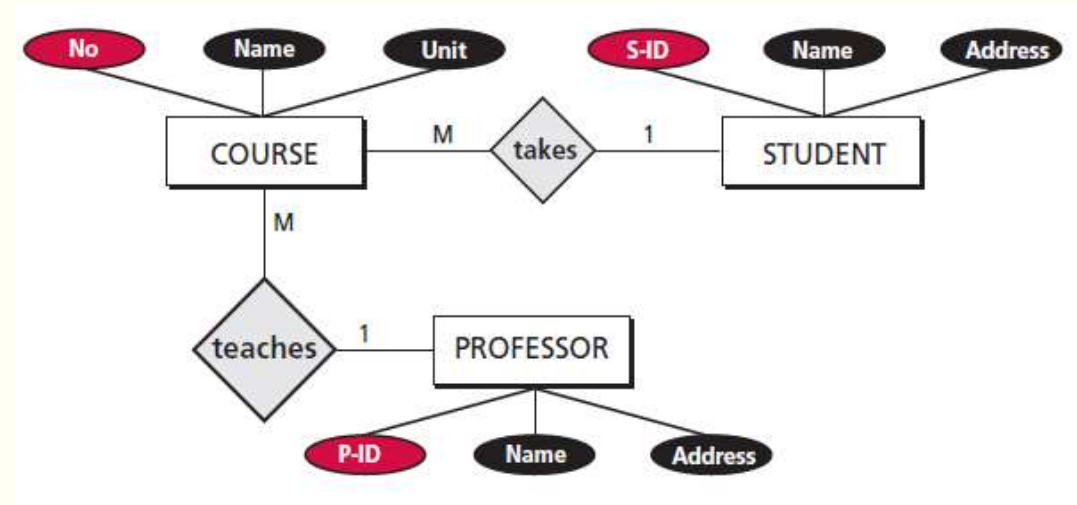 No Name Unit S-ID Name Address
COURSE M takes 1 STUDENT
M
teaches 1 PROFESSOR
P-ID Name Address